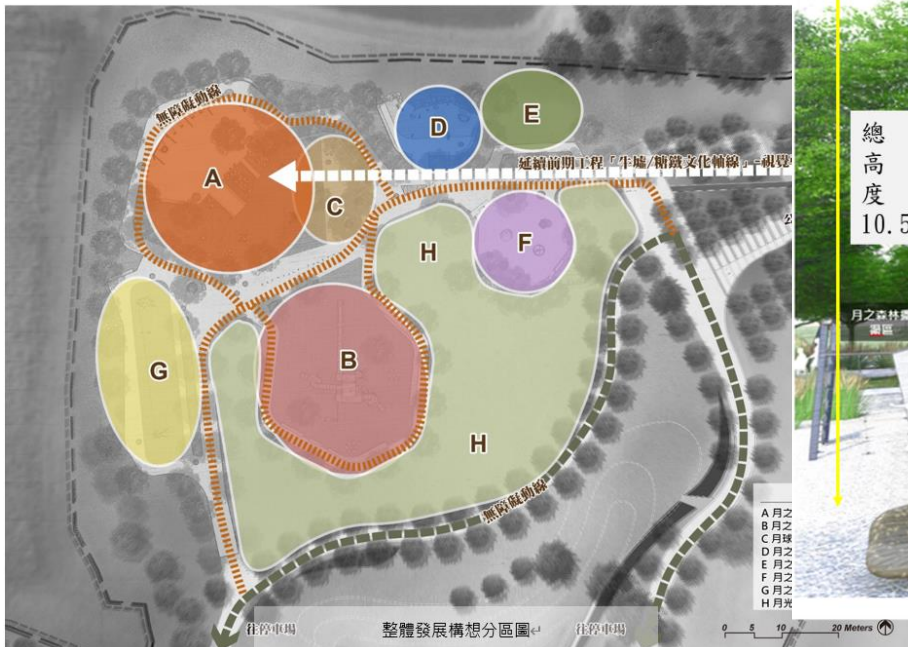 無障礙動線
A
D
E
延續前期工程「牛墟/糖鐵文化軸線」-視覺
C
H
F
G
B
H
無障礙動線
總
高
度
10.5
月之森林
A 月之
B 月之
C 月球
D 月之
E 月之
F 月之
G 月之
H 月光
往停車場
整體發展構想分區圖
往停車場
0 5 10 20 Meters